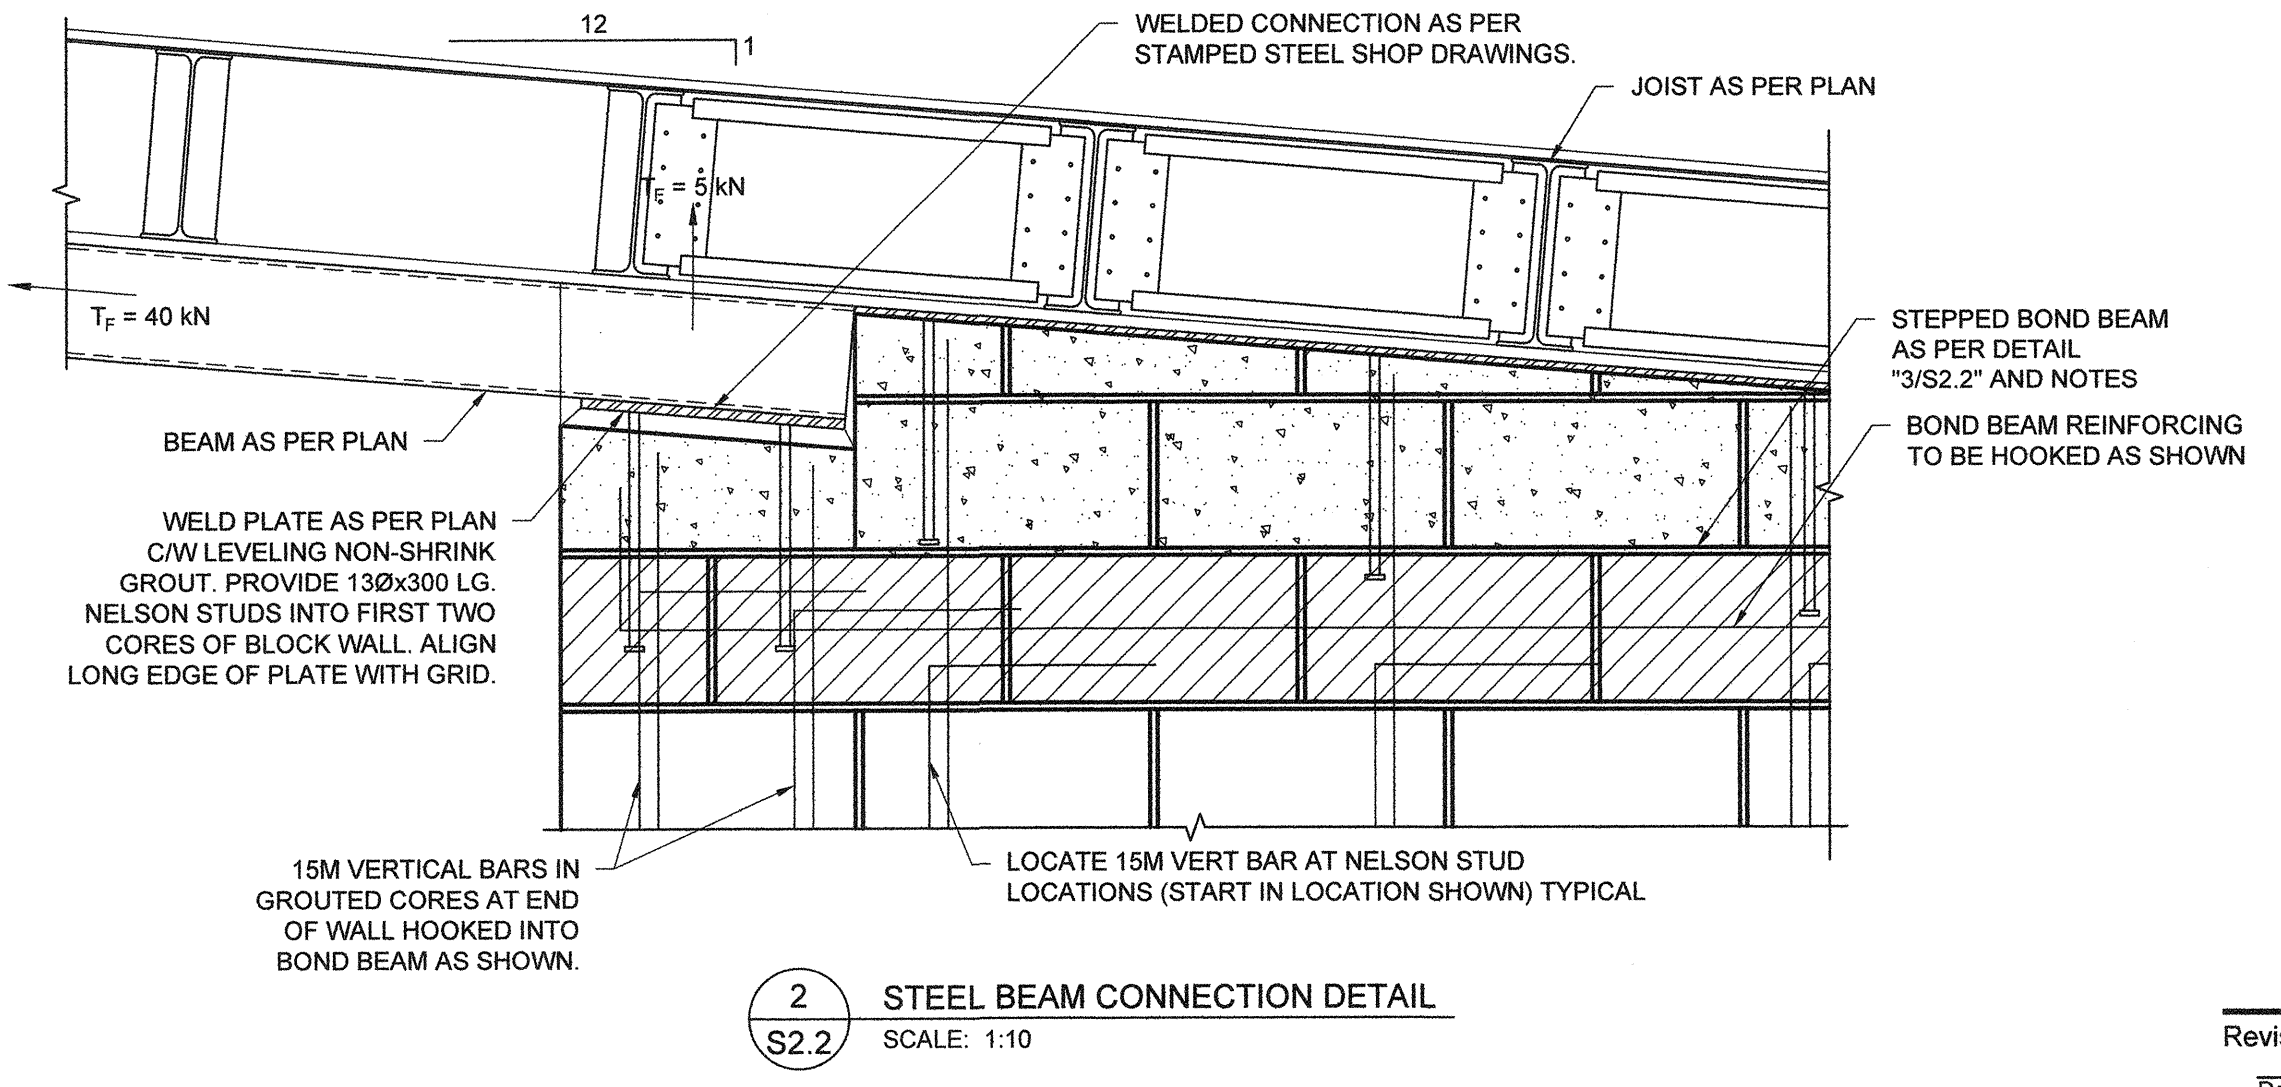 12
1
WELDED CONNECTION AS PER
STAMPED STEEL SHOP DRAWINGS.
JOIST AS PER PLAN
TF = 5 kN
TF = 40 kN
STEPPED BOND BEAM
AS PER DETAIL
"3/S2.2" AND NOTES
BOND BEAM REINFORCING
TO BE HOOKED AS SHOWN
BEAM AS PER PLAN
WELD PLATE AS PER PLAN
C/W LEVELING NON-SHRINK
GROUT. PROVIDE 13Øx300 LG.
NELSON STUDS INTO FIRST TWO
CORES OF BLOCK WALL. ALIGN
LONG EDGE OF PLATE WITH GRID.
15M VERTICAL BARS IN
GROUTED CORES AT END
OF WALL HOOKED INTO
BOND BEAM AS SHOWN.
LOCATE 15M VERT BAR AT NELSON STUD
LOCATIONS (START IN LOCATION SHOWN) TYPICAL
2
S2.2
STEEL BEAM CONNECTION DETAIL
SCALE: 1:10
Revis